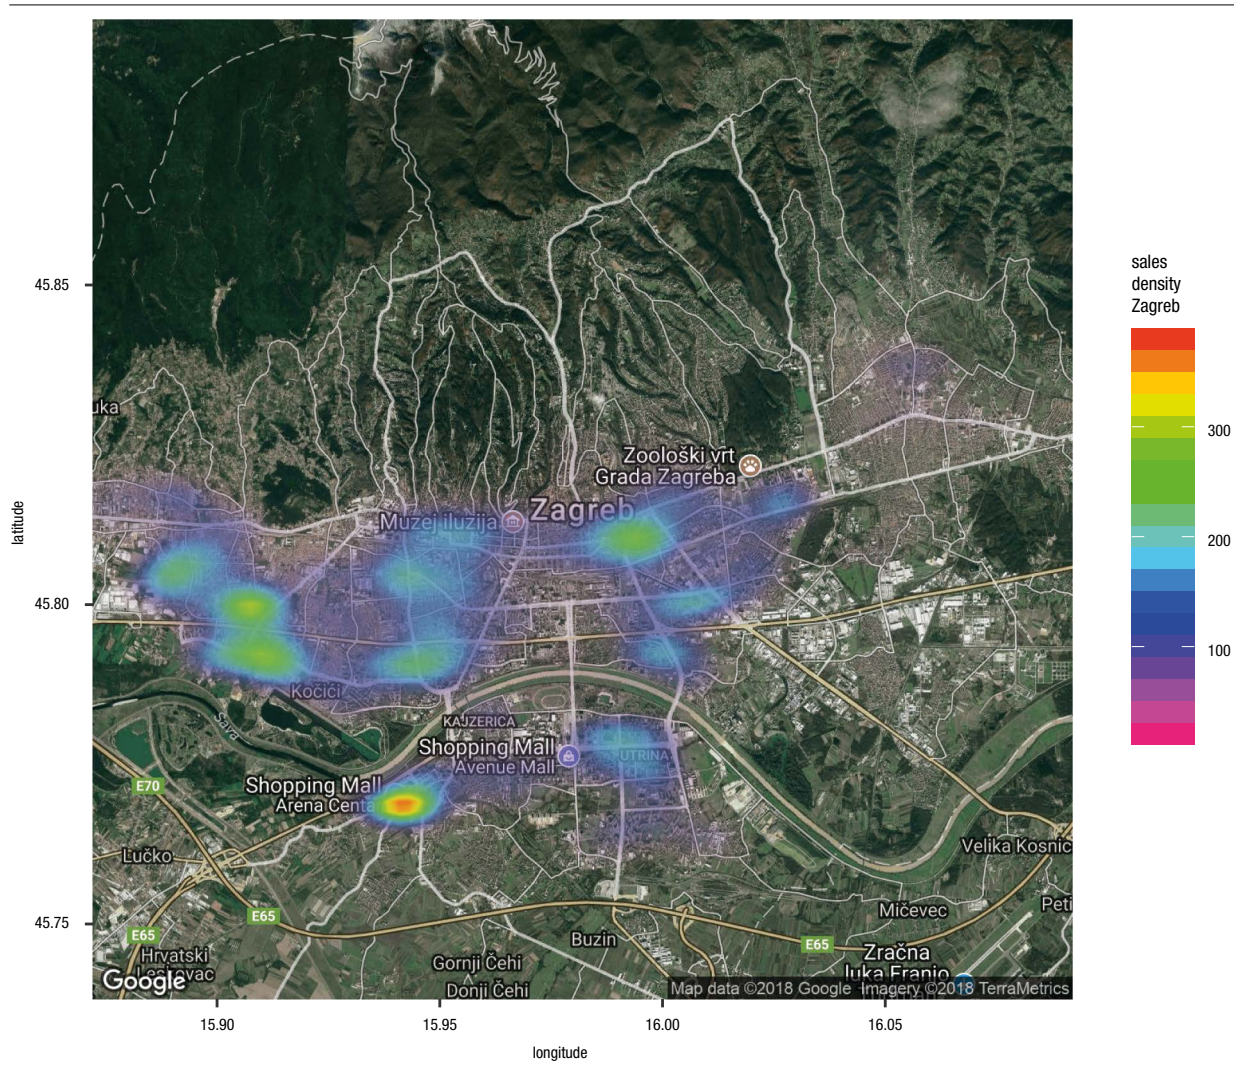 sales
density
Zagreb
300
200
100
45.85
45.80
45.75
latitude
uka
Zoološki vrt
Grada Zagreba
Zagreb
Muzej iluzija
Kočići
Sava
KAJZERICA
Shopping Mall
Avenue Mall
UTRINA
Shopping Mall
Arena Centa
E70
Lučko
Velika Kosnic
E65
Mičevec
Peti
E65
Buzin
E65
Hrvatski
Gornji Čehi
Zračna
luka Franjo
Google
Donji Čehi
Map data ©2018 Google Imagery ©2018 TerraMetrics
15.90
15.95
16.00
16.05
longitude